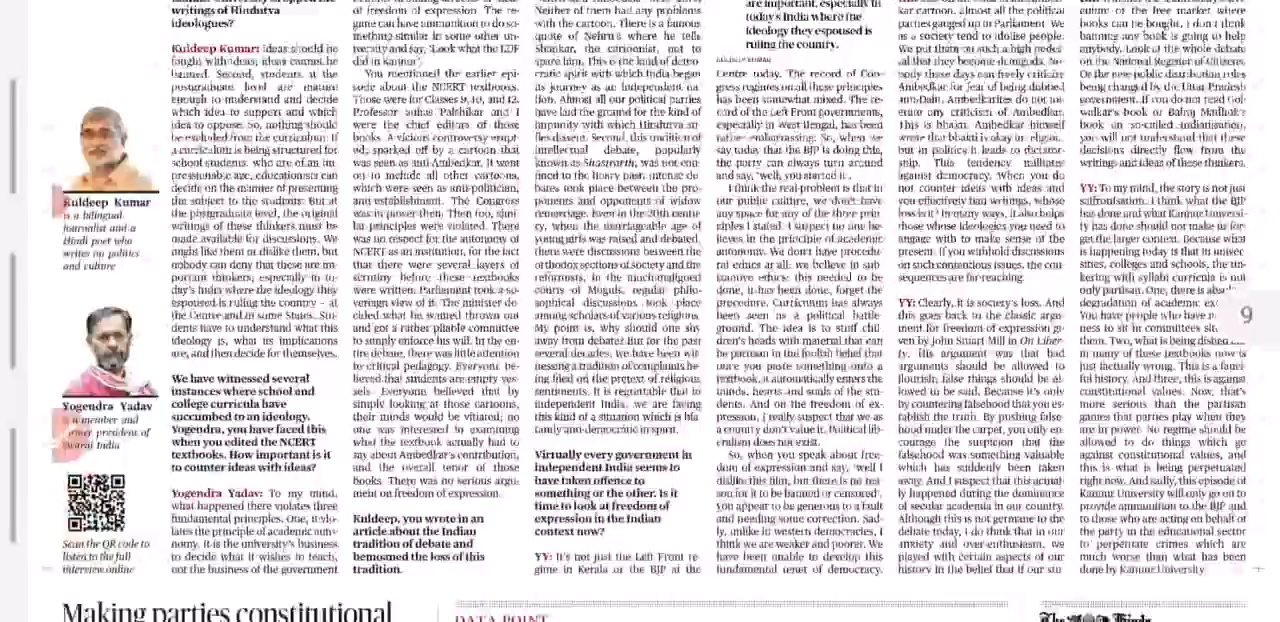 writings of Hindutva
ideologues?
Kuldeep Kumar: Ideas should be
fought with ideas, ideas cannot be
banned. Second, students at the
postgraduate level are mature
enough to understand and decide
which idea to support and which
idea to oppose. So, nothing should
be excluded from the curriculum. If
a curriculum is being structured for
school students, who are of an im-
pressionable age, educationists can
decide on the manner of presenting
the subject to the students. But at
the postgraduate level, the original
writings of these thinkers must be
made available for discussions. We
might like them or dislike them, but
nobody can deny that these are im-
portant thinkers, especially in to-
day's India where the ideology they
espoused is ruling the country – at
the Centre and in some States. Stu-
dents have to understand what this
ideology is, what its implications
are, and then decide for themselves.
We have witnessed several
instances where school and
college curricula have
succumbed to an ideology.
Yogendra, you have faced this
when you edited the NCERT
textbooks. How important is it
to counter ideas with ideas?
Yogendra Yadav: To my mind,
what happened there violates three
fundamental principles. One, it vio-
lates the principle of academic auto-
nomy. It is the university's business
to decide what it wishes to teach,
not the business of the government
Kuldeep Kumar
is a bilingual
journalist and a
Hindi poet who
writes on politics
and culture
Yogendra Yadav
is a member and
former president of
Swaraj India
Scan the QR code to
listen to the full
interview online
of freedom of expression. The re-
gime can have ammunition to do so-
mething similar in some other uni-
versity and say, 'Look what the LDF
did in Kannur'.
You mentioned the earlier epi-
sode about the NCERT textbooks.
Those were for Classes 9, 10, and 12.
Professor Suhas Palshikar and I
were the chief editors of those
books. A vicious controversy erupt-
ed, sparked off by a cartoon that
was seen as anti-Ambedkar. It went
on to include all other cartoons,
which were seen as anti-politician,
anti-establishment. The Congress
was in power then. Then too, simi-
lar principles were violated. There
was no respect for the autonomy of
NCERT as an institution, for the fact
that there were several layers of
scrutiny before these textbooks
were written. Parliament took a so-
vereign view of it. The minister de-
cided what he wanted thrown out
and got a rather pliable committee
to simply enforce his will. In the en-
tire debate, there was little attention
to critical pedagogy. Everyone be-
lieved that students are empty ves-
sels. Everyone believed that by
simply looking at those cartoons,
their minds would be vitiated; no
one was interested in examining
what the textbook actually had to
say about Ambedkar's contribution,
and the overall tenor of those
books. There was no serious argu-
ment on freedom of expression.
Kuldeep, you wrote in an
article about the Indian
tradition of debate and
bemoaned the loss of this
tradition.
Neither of them had any problems
with the cartoon. There is a famous
quote of Nehru's where he tells
Shankar, the cartoonist, not to
spare him. This is the kind of demo-
cratic spirit with which India began
its journey as an independent na-
tion. Almost all our political parties
have laid the ground for the kind of
impunity with which Hindutva un-
Second, this tradition of
intellectual debate, popularly
known as Shastrarth, was not con-
fined to the hoary past. Intense de-
bates took place between the pro-
ponents and opponents of widow
remarriage. Even in the 20th centu-
ry, when the marriageable age of
young girls was raised and debated,
there were discussions between the
orthodox sections of society and the
reformists. In the much-maligned
courts of Moguls, regular philo-
sophical discussions took place
among scholars of various religions.
My point is, why should one shy
away from debate? But for the past
several decades, we have been wit-
nessing a tradition of complaints be-
ing filed on the pretext of religious
sentiments. It is regrettable that in
independent India, we are facing
this kind of a situation which is bla-
tantly anti-democratic in spirit.
Virtually every government in
independent India seems to
have taken offence to
something or the other. Is it
time to look at freedom of
expression in the Indian
context now?
YY: It's not just the Left Front re-
gime in Kerala or the BJP at the
are important, especially in
today's India where the
ideology they espoused is
ruling the country.
Centre today. The record of Con-
gress regimes on all these principles
has been somewhat mixed. The re-
cord of the Left Front governments,
especially in West Bengal, has been
rather embarrassing. So, when we
say today that the BJP is doing this,
the party can always turn around
and say, 'well, you started it'.
I think the real problem is that in
our public culture, we don't have
any space for any of the three prin-
ciples I stated. I suspect no one be-
lieves in the principle of academic
autonomy. We don't have procedu-
ral ethics at all; we believe in sub-
stantive ethics: this needed to be
done, it has been done, forget the
procedure. Curriculum has always
been seen as a political battle-
ground. The idea is to stuff chil-
dren's heads with material that can
be partisan in the foolish belief that
once you paste something onto a
textbook, it automatically enters the
minds, hearts and souls of the stu-
dents. And on the freedom of ex-
pression, I really suspect that we as
a country don't value it. Political lib-
eralism does not exist.
So, when you speak about free-
dom of expression and say, 'well I
dislike this film, but there is no rea-
son for it to be banned or censored',
you appear to be generous to a fault
and needing some correction. Sad-
ly, unlike in western democracies, I
think we are weaker and poorer. We
have been unable to develop this
fundamental tenet of democracy.
kar cartoon, almost all the political
parties ganged up in Parliament. We
as a society tend to idolise people.
We put them on such a high pedes-
tal that they become demigods. No-
body these days can freely criticise
Ambedkar for fear of being dubbed
anti-Dalit. Ambedkarites do not tol-
erate any criticism of Ambedkar.
This is bhakti. Ambedkar himself
wrote that bhakti is okay in religion,
but in politics it leads to dictator-
ship. This tendency militates
against democracy. When you do
not counter ideas with ideas and
you effectively ban writings, whose
loss is it? In many ways, it also helps
those whose ideologies you need to
engage with to make sense of the
present. If you withhold discussions
on such contentious issues, the con-
sequences are far-reaching.
YY: Clearly, it is society's loss. And
this goes back to the classic argu-
ment for freedom of expression gi-
ven by John Stuart Mill in On Liber-
ty. His argument was that bad
arguments should be allowed to
flourish, false things should be al-
lowed to be said. Because it's only
by countering falsehood that you es-
tablish the truth. By pushing false-
hood under the carpet, you only en-
courage the suspicion that the
falsehood was something valuable
which has suddenly been taken
away. And I suspect that this actual-
ly happened during the dominance
of secular academia in our country.
Although this is not germane to the
debate today, I do think that in our
anxiety and over-enthusiasm, we
played with certain aspects of our
history in the belief that if our stu-
of the free market where
books can be bought, I don't think
banning any book is going to help
anybody. Look at the whole debate
on the National Register of Citizens.
Or the new public distribution rules
being changed by the Uttar Pradesh
government. If you do not read Gol-
walkar's book or Balraj Madhok's
book on so-called Indianisation,
you will not understand that these
decisions directly flow from the
writings and ideas of these thinkers.
YY: To my mind, the story is not just
saffronisation. I think what the BJP
has done and what Kannur Universi-
ty has done should not make us for-
get the larger context. Because what
is happening today is that in univer-
sities, colleges and schools, the tin-
kering with syllabi/curricula is not
only partisan. One, there is
degradation of academic
You have people who have
ness to sit in committees
them. Two, what is being dished
in many of these textbooks now is
just factually wrong. This is a fanci-
ful history. And three, this is against
constitutional values. Now, that's
more serious than the partisan
games that parties play when they
are in power. No regime should be
allowed to do things which go
against constitutional values, and
this is what is being perpetuated
right now. And sadly, this episode of
Kannur University will only go on to
provide ammunition to the BJP and
to those who are acting on behalf of
the party in the educational sector
to perpetrate crimes which are
much worse than what has been
done by Kannur University.
9
Making parties constitutional
DATA POINT
The Hindu